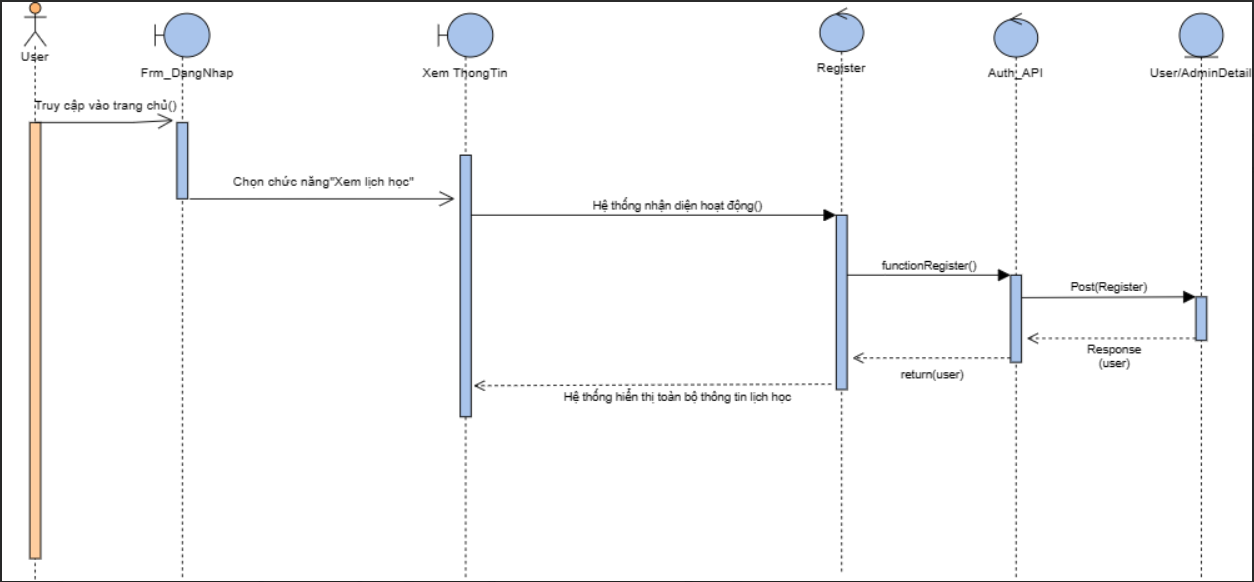 User
Frm_DangNhap
Xem ThongTin
Register
Auth_API
User/AdminDetail
Truy cập vào trang chủ()
Chọn chức năng"Xem lịch học"
Hệ thống nhận diện hoạt động()
functionRegister()
Post(Register)
Response
(user)
return(user)
Hệ thống hiển thị toàn bộ thông tin lịch học